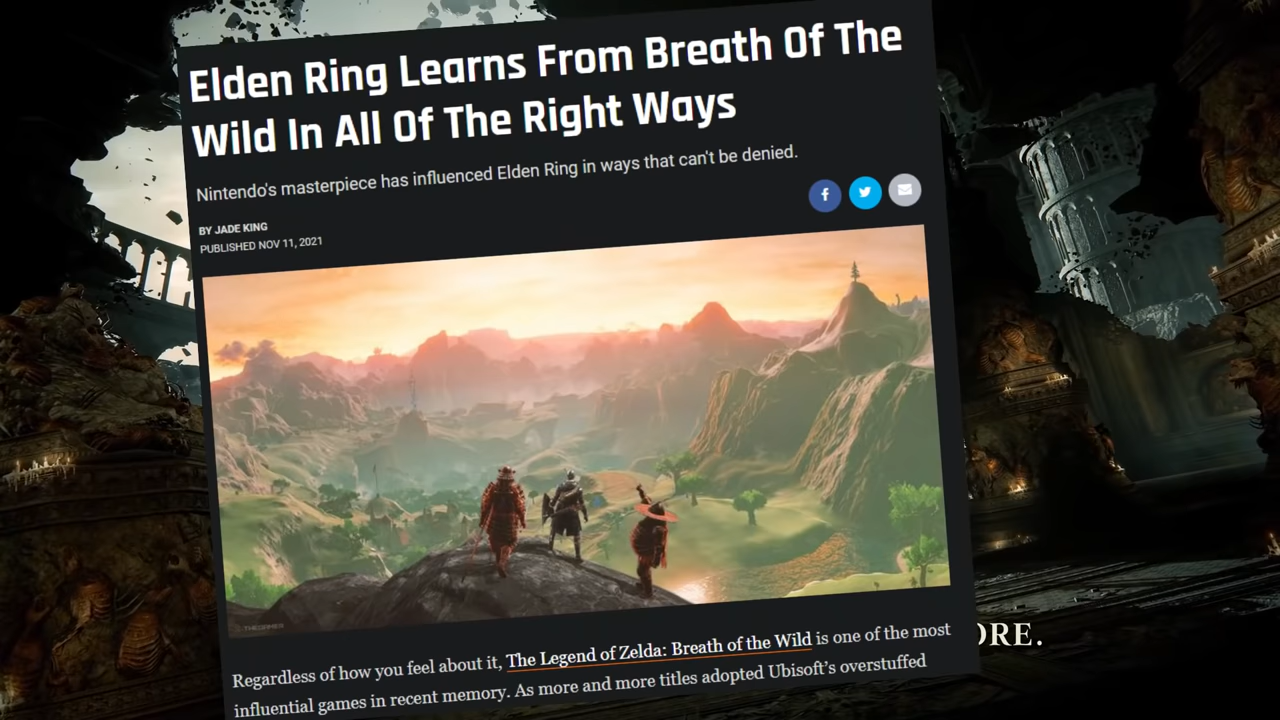 Elden Ring Learns From Breath Of The
Wild In All Of The Right Ways
Nintendo's masterpiece has influenced Elden Ring in ways that can't be denied.
BY JADE KING
PUBLISHED NOV 11, 2021
f
THEGAMER
Regardless of how you feel about it, The Legend of Zelda: Breath of the Wild is one of the most
influential games in recent memory. As more and more titles adopted Ubisoft's overstuffed
ORE.